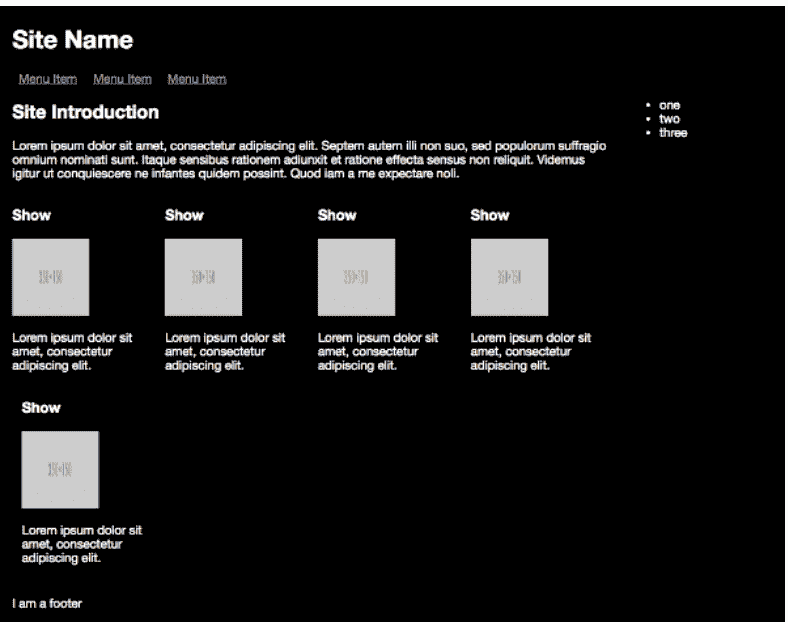 Site Name
Menu Item Menu Item Menu Item
Site Introduction
Lorem ipsum dolor sit amet, consectetur adipiscing elit. Septem autem illi non suo, sed populorum suffragio
omnium nominati sunt. Itaque sensibus rationem adiunxit et ratione effecta sensus non reliquit. Videmus
igitur ut conquiescere ne infantes quidem possint. Quod iam a me expectare noli.
one
two
three
Show
Lorem ipsum dolor sit
amet, consectetur
adipiscing elit.
Show
Lorem ipsum dolor sit
amet, consectetur
adipiscing elit.
Show
Lorem ipsum dolor sit
amet, consectetur
adipiscing elit.
Show
Lorem ipsum dolor sit
amet, consectetur
adipiscing elit.
Show
Lorem ipsum dolor sit
amet, consectetur
adipiscing elit.
I am a footer